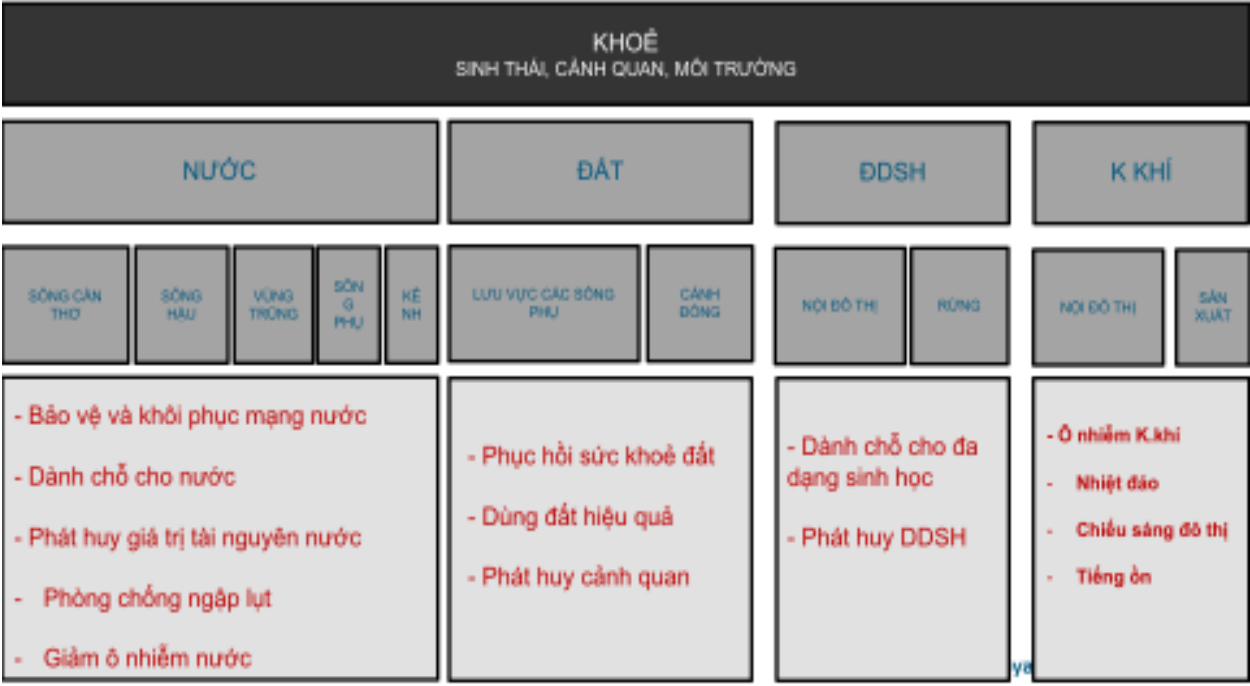 KHOẺ
SINH THÁI, CẢNH QUAN, MÔI TRƯỜNG
NƯỚC
ĐẤT
ĐDSH
K KHÍ
SÔNG CẦN
THƠ
SÔNG
HẬU
VÙNG
TRŨNG
SÔN
G
PHỤ
KÊ
NH
LƯU VỰC CÁC SÔNG
PHỤ
CÁNH
ĐỒNG
NỘI ĐÔ THỊ
RỪNG
NỘI ĐÔ THỊ
SẢN
XUẤT
- Bảo vệ và khôi phục mạng nước
- Dành chỗ cho nước
- Phát huy giá trị tài nguyên nước
- Phòng chống ngập lụt
- Giảm ô nhiễm nước
- Phục hồi sức khoẻ đất
- Dùng đất hiệu quả
- Phát huy cảnh quan
- Dành chỗ cho đa
dạng sinh học
- Phát huy DDSH
- Ô nhiễm K.khí
- Nhiệt đảo
- Chiếu sáng đô thị
- Tiếng ồn